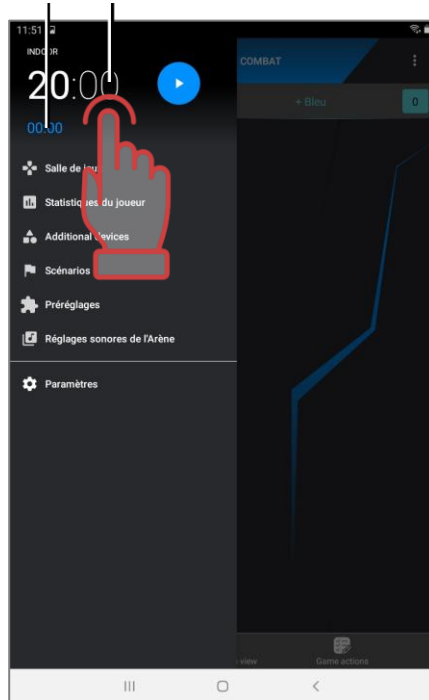 11:51
INDOOR
COMBAT
20:00
+ Bleu
0
00:00
Salle de jeux
Statistiques du joueur
Additional devices
Scénarios
Préréglages
Réglages sonores de l'Arène
Paramètres
view
Game actions